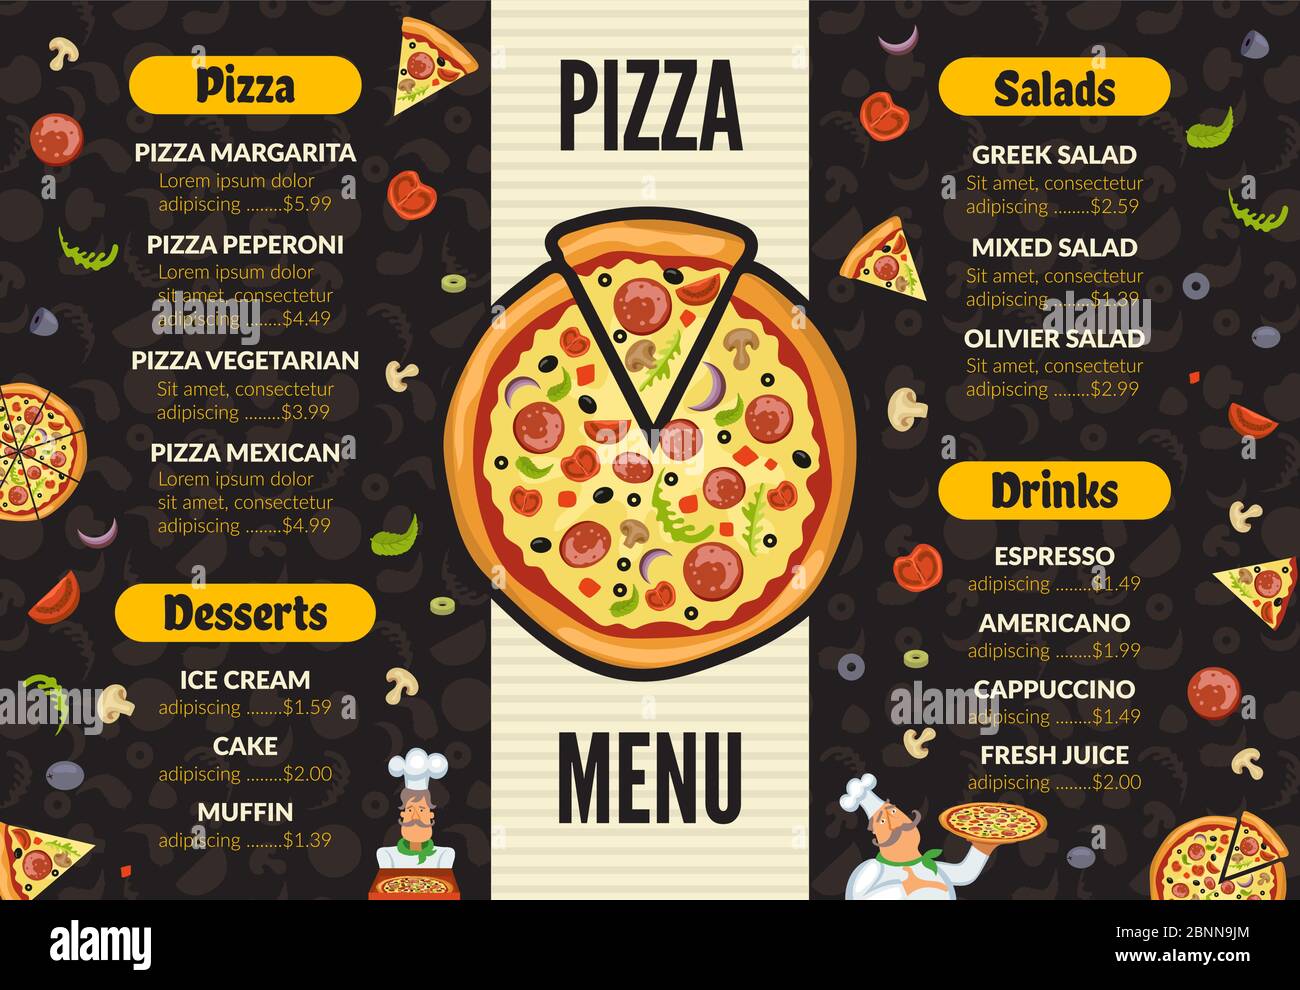 Pizza
PIZZA MARGARITA
Lorem ipsum dolor
adipiscing ........$5.99
PIZZA PEPERONI
Lorem ipsum dolor
sit amet, consectetur
adipiscing ........$4.49
PIZZA VEGETARIAN
Sit amet, consectetur
adipiscing ........$3.99
PIZZA MEXICAN
Lorem ipsum dolor
sit amet, consectetur
adipiscing ........$4.99
Desserts
ICE CREAM
adipiscing ........$1.59
CAKE
adipiscing ........$2.00
MUFFIN
adipiscing ........$1.39
PIZZA
MENU
Salads
GREEK SALAD
Sit amet, consectetur
adipiscing ........$2.59
MIXED SALAD
Sit amet, consectetur
adipiscing ........$1.39
OLIVIER SALAD
Sit amet, consectetur
adipiscing ........$2.99
Drinks
ESPRESSO
adipiscing ........$1.49
AMERICANO
adipiscing ........$1.99
CAPPUCCINO
adipiscing ........$1.49
FRESH JUICE
adipiscing ........$2.00
alamy
Image ID: 2BNN9JM
www.alamy.com